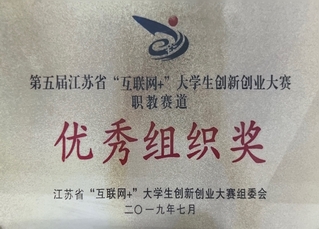 第五届江苏省“互联网+”大学生创新创业大赛
职教赛道
优秀组织奖
江苏省“互联网+”大学生创新创业大赛组委会
二〇一九年七月